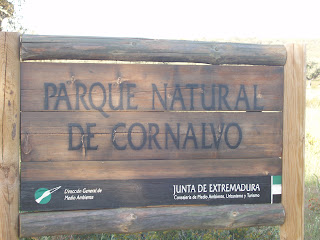 PARQUE NATURAL
DE CORNALVO
Dirección General de
Medio Ambiente
JUNTA DE EXTREMADURA
Consejería de Medio Ambiente, Urbanismo y Turismo